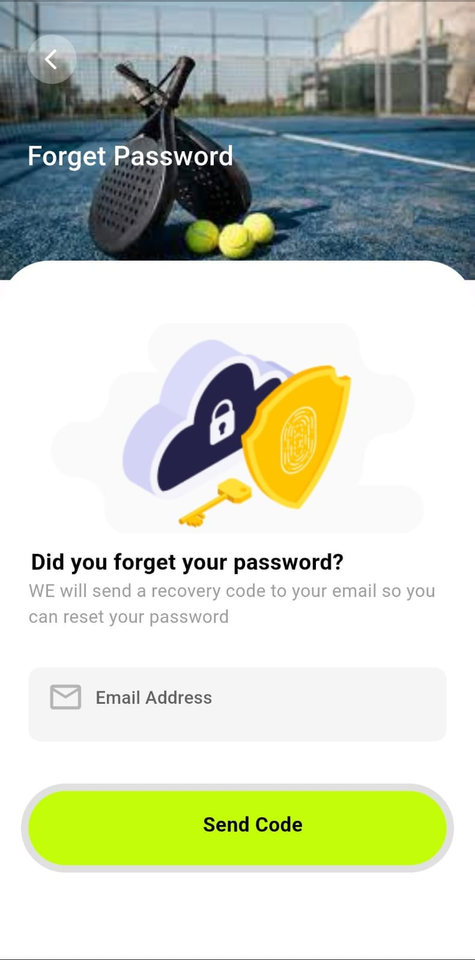 Forget Password
Did you forget your password?
WE will send a recovery code to your email so you
can reset your password
Email Address
Send Code